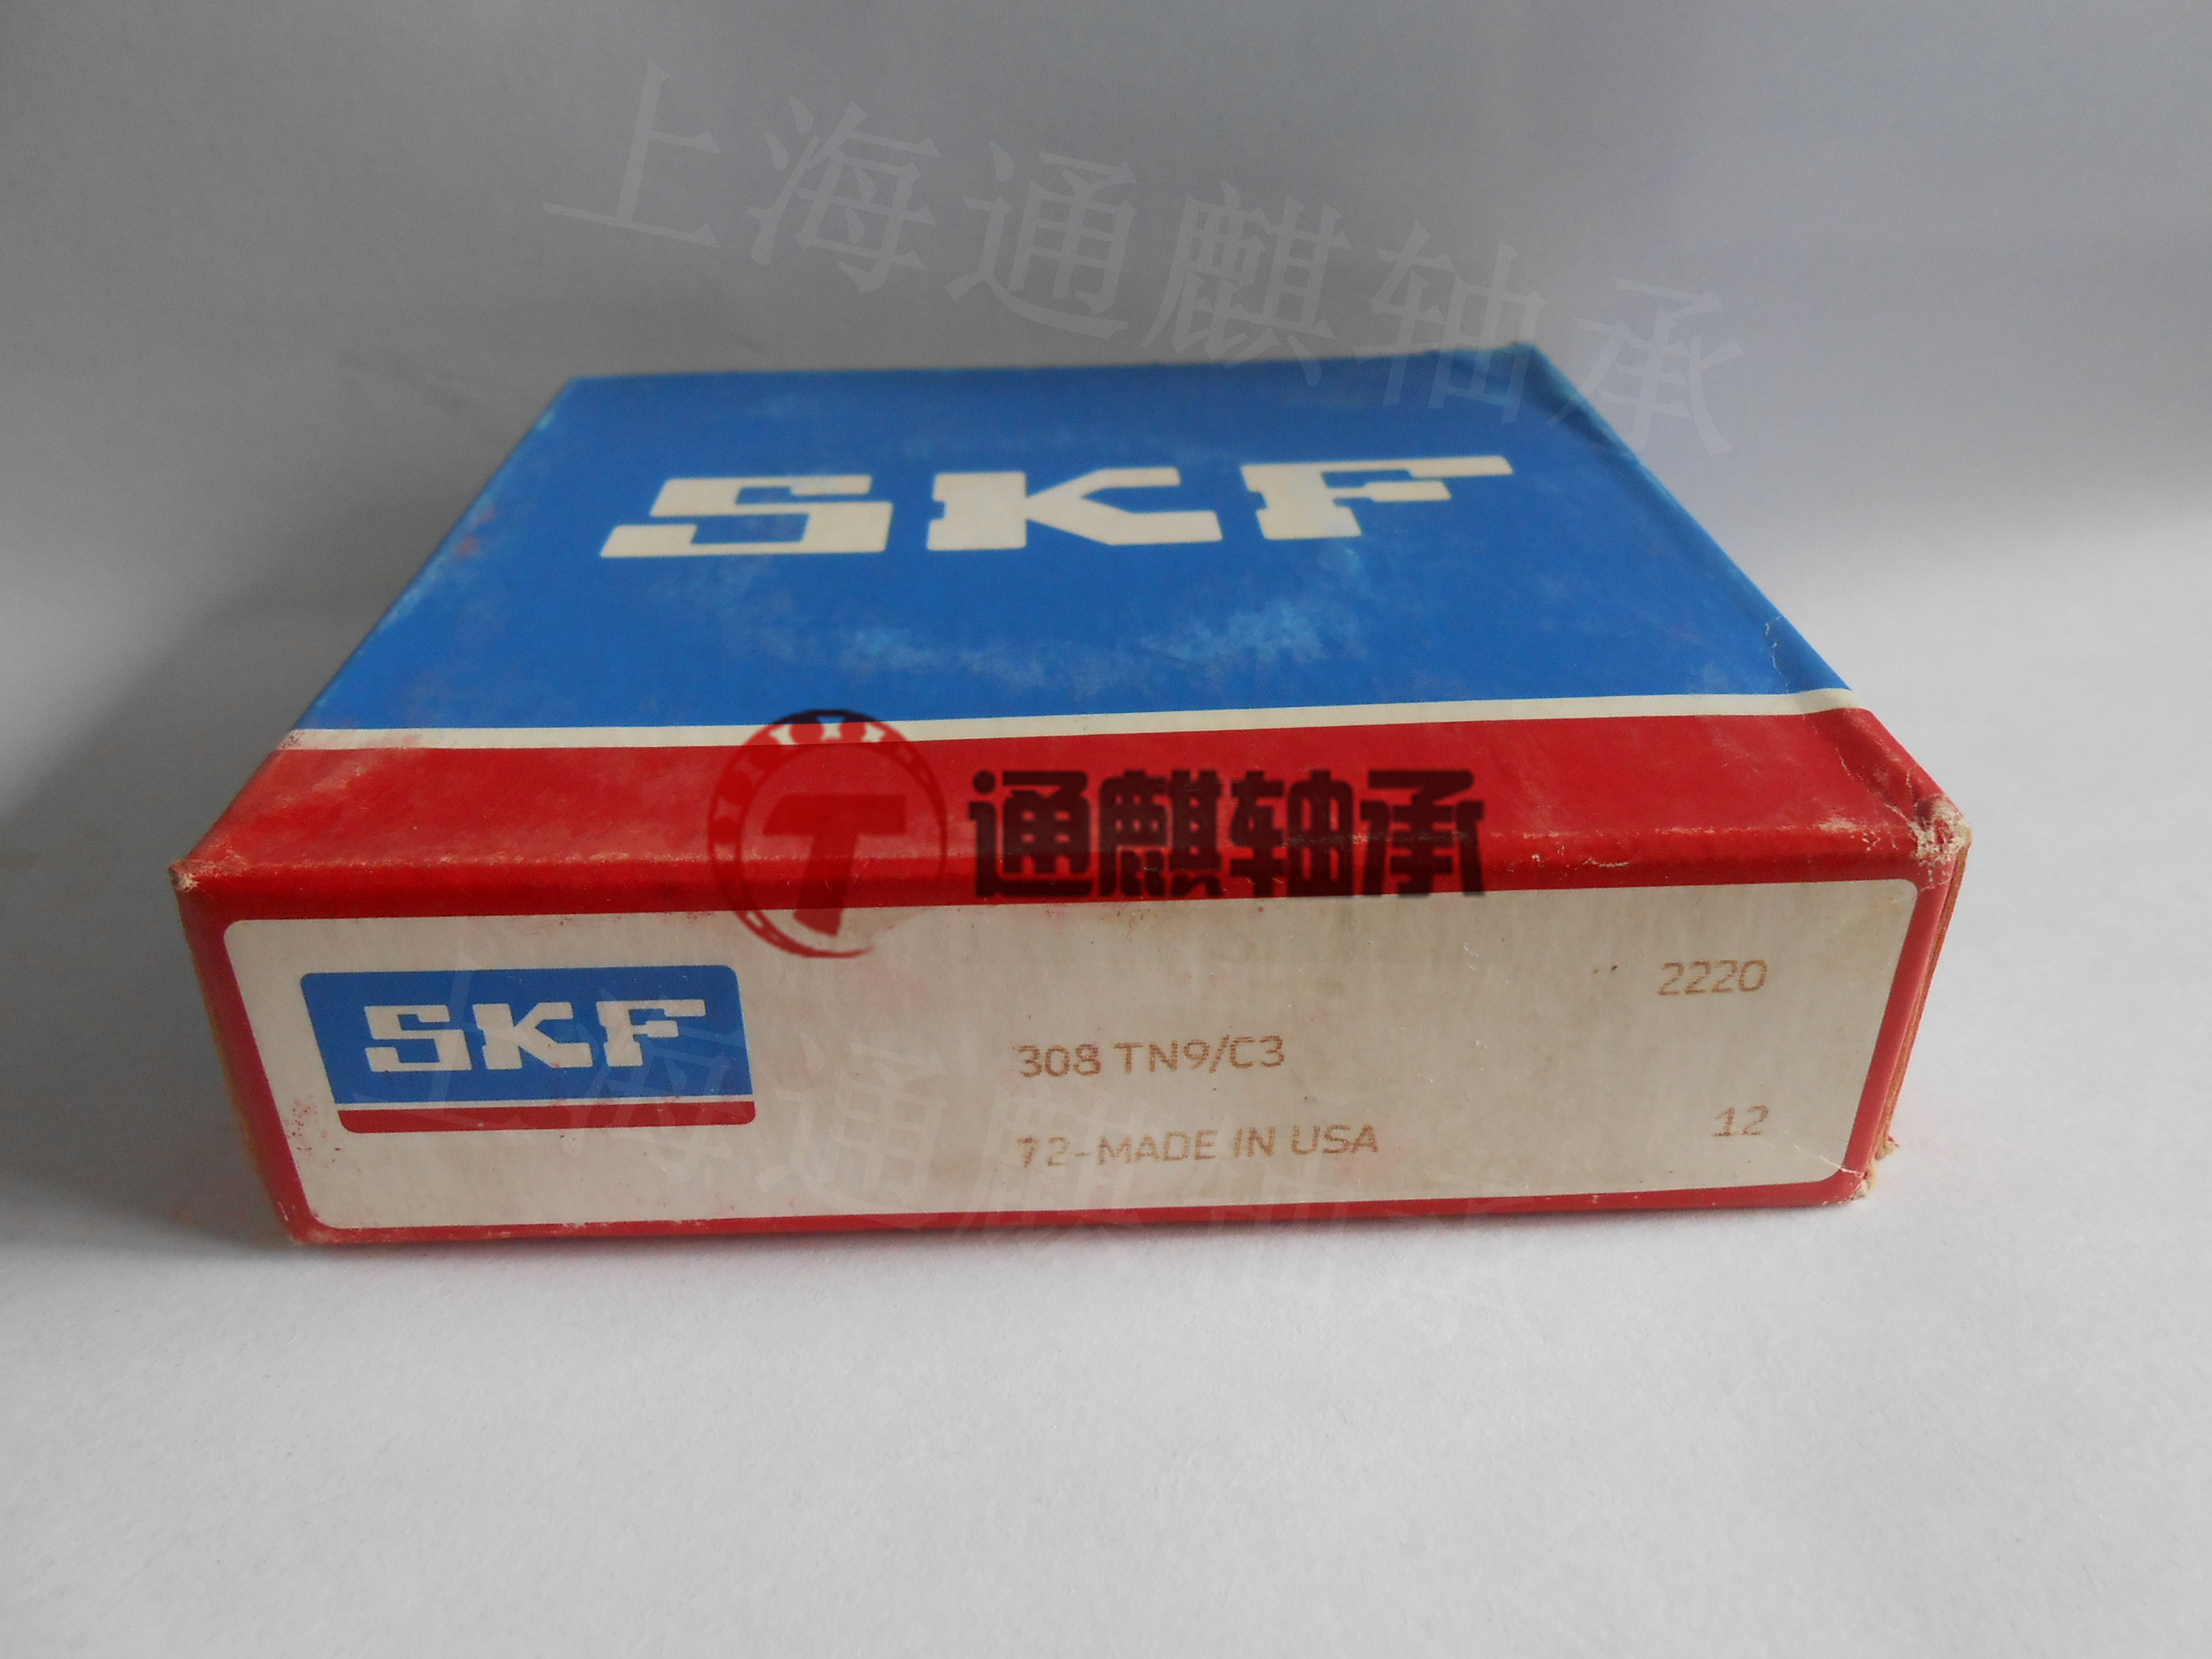 上海通麒轴承
SKF
T 通麒轴承
SKF
2220
308 TN9/C3
72-MADE IN USA
12
上海通麒轴承